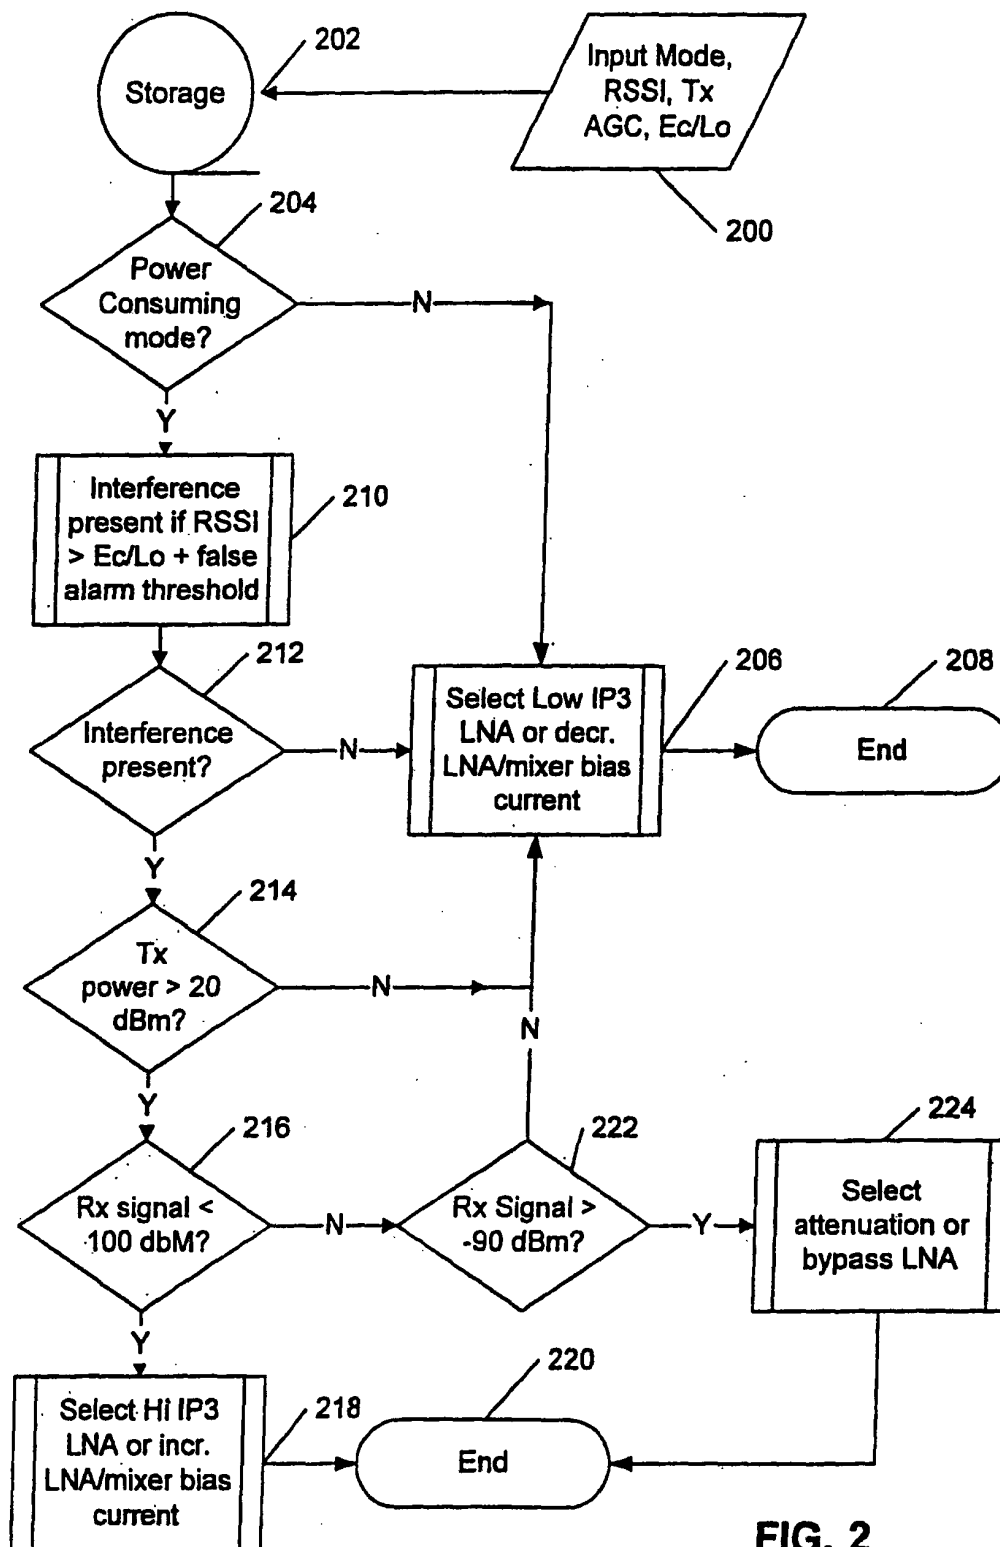 202
Storage
Input Mode,
RSSI, Tx
AGC, Ec/Lo
200
204
Power
Consuming
mode?
N
Y
Interference
present if RSSI
> Ec/Lo + false
alarm threshold
210
212
Interference
present?
N
Select Low IP3
LNA or decr.
LNA/mixer bias
current
206
208
End
Y
214
Tx
power > 20
dBm?
N
N
Y
216
Rx signal <
100 dbM?
N
222
Rx Signal >
-90 dBm?
Y
224
Select
attenuation or
bypass LNA
Y
Select Hi IP3
LNA or incr.
LNA/mixer bias
current
218
220
End
FIG. 2